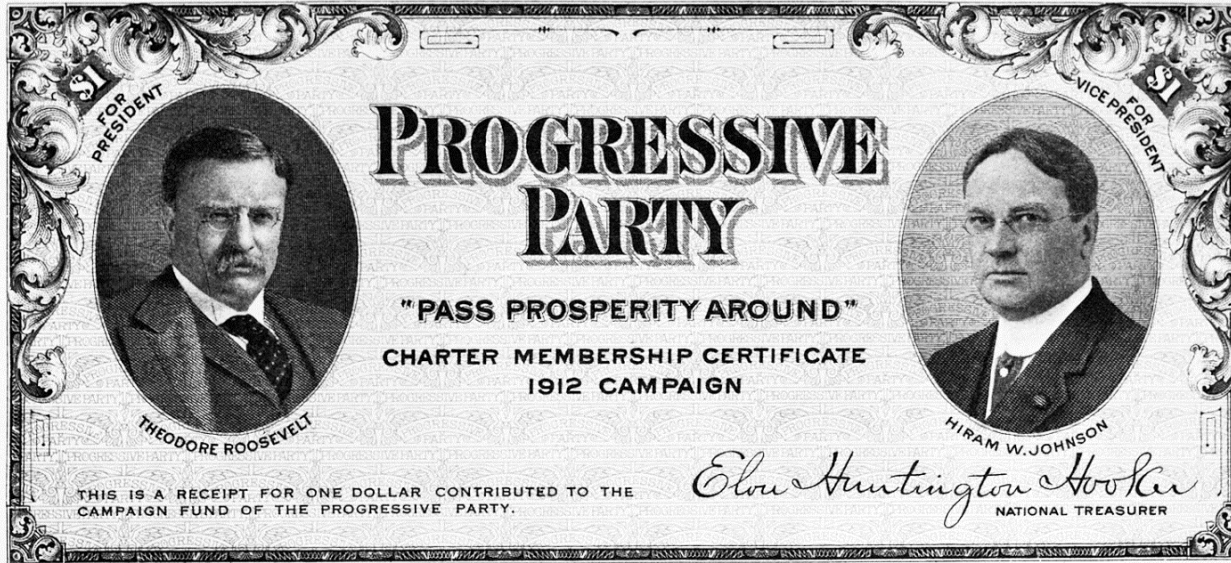 $1
FOR
PRESIDENT
$1
FOR
VICE PRESIDENT
PROGRESSIVE
PARTY
"PASS PROSPERITY AROUND"
CHARTER MEMBERSHIP CERTIFICATE
1912 CAMPAIGN
THEODORE ROOSEVELT
HIRAM W. JOHNSON
THIS IS A RECEIPT FOR ONE DOLLAR CONTRIBUTED TO THE
CAMPAIGN FUND OF THE PROGRESSIVE PARTY.
Elon Huntington Hooker
NATIONAL TREASURER